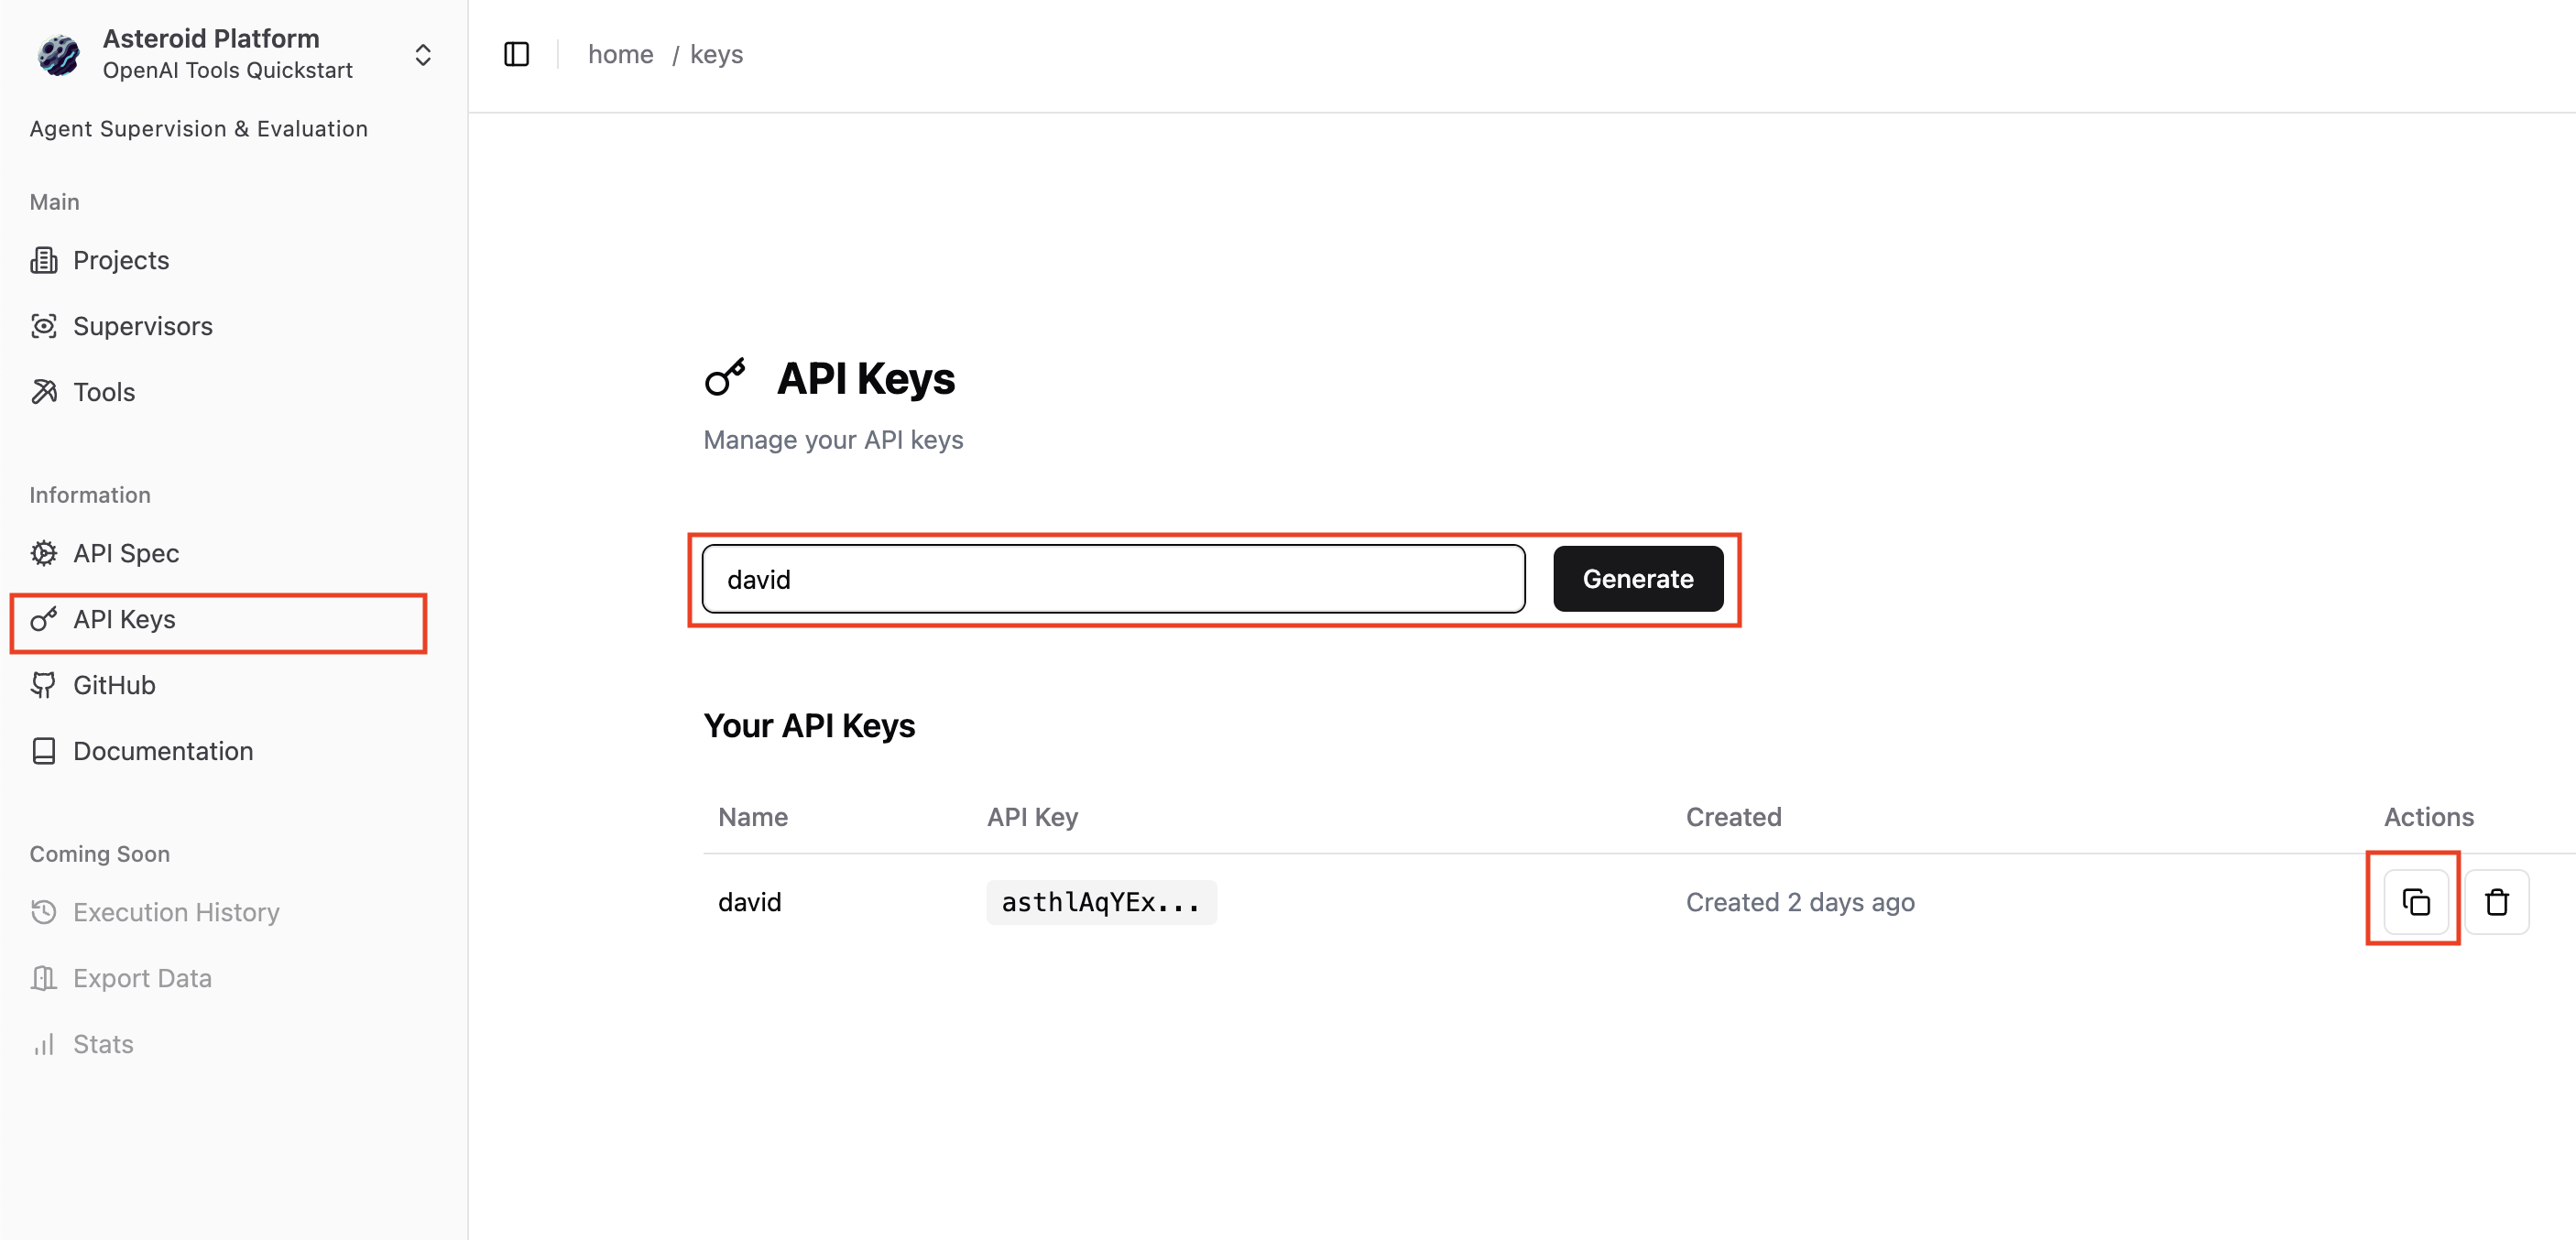 Asteroid Platform
OpenAI Tools Quickstart
Agent Supervision & Evaluation
Main
Projects
Supervisors
Tools
Information
API Spec
API Keys
GitHub
Documentation
Coming Soon
Execution History
Export Data
Stats
home / keys
API Keys
Manage your API keys
david
Generate
Your API Keys
Name API Key Created Actions
david asthlAqYEx... Created 2 days ago